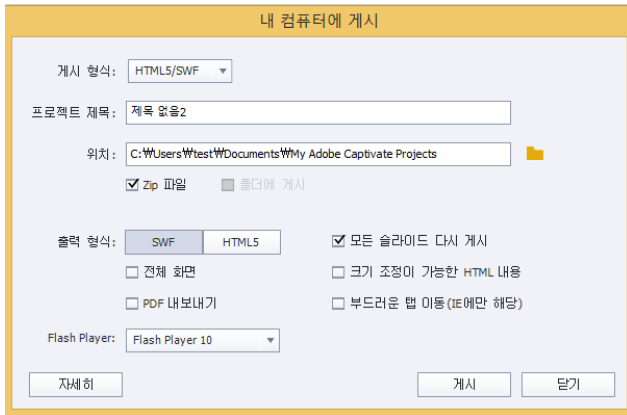 내 컴퓨터에 게시
게시 형식: HTML5/SWF
프로젝트 제목: 제목 없음2
위치: C:₩Users₩test₩Documents₩My Adobe Captivate Projects
Zip 파일 폴더에 게시
출력 형식: SWF HTML5 모든 슬라이드 다시 게시
전체 화면 크기 조정이 가능한 HTML 내용
PDF 내보내기 부드러운 탭 이동(IE에만 해당)
Flash Player: Flash Player 10
자세히 게시 닫기